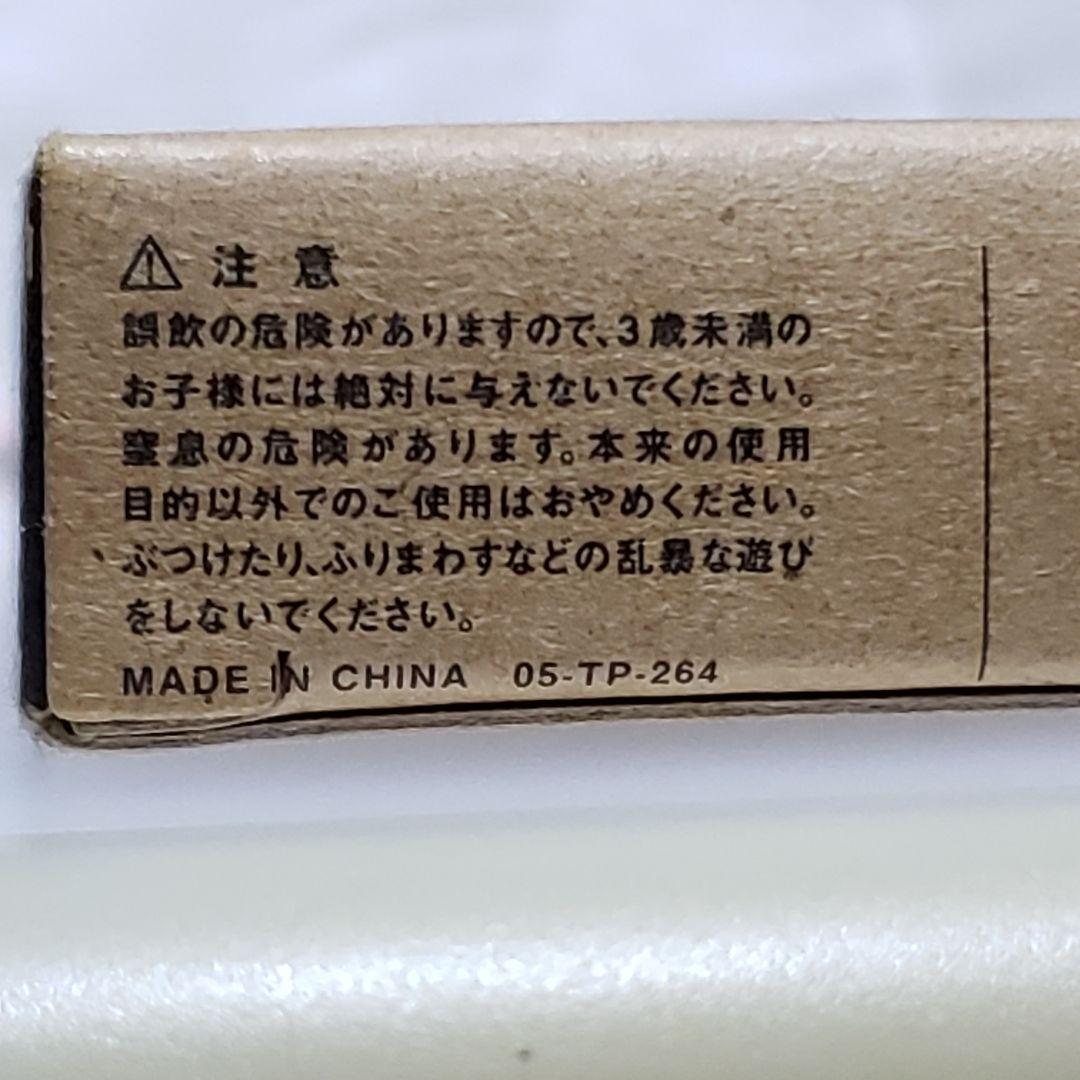 ⚠ 注意
誤飲の危険がありますので、3歳未満の
お子様には絶対に与えないでください。
窒息の危険があります。本来の使用
目的以外でのご使用はおやめください。
ぶつけたり、ふりまわすなどの乱暴な遊び
をしないでください。
MADE IN CHINA 05-TP-264